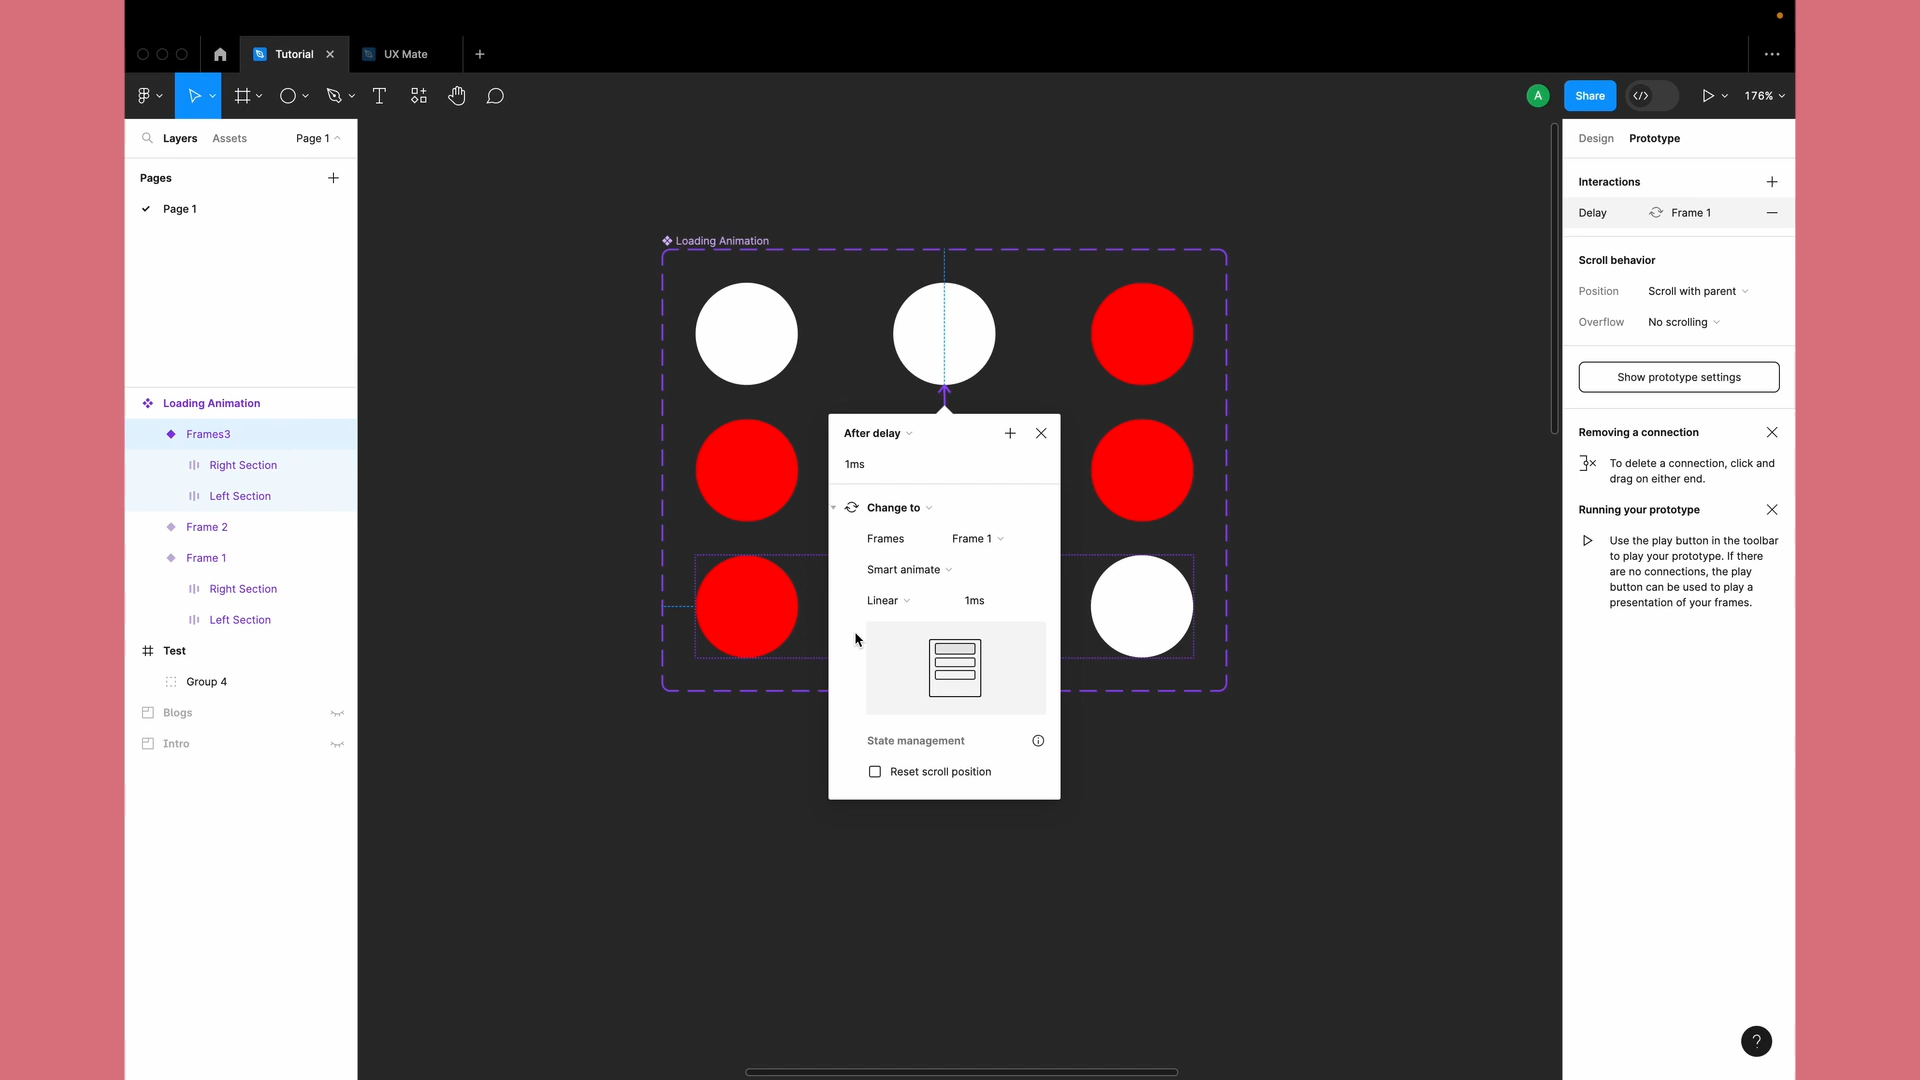 Tutorial
UX Mate
A
Share
176%
Layers
Assets
Page 1
Pages
Page 1
Loading Animation
Frames3
Right Section
Left Section
Frame 2
Frame 1
Right Section
Left Section
Test
Group 4
Blogs
Intro
Loading Animation
After delay
1ms
Change to
Frames
Frame 1
Smart animate
Linear
1ms
State management
Reset scroll position
Design
Prototype
Interactions
Delay
Frame 1
Scroll behavior
Position
Scroll with parent
Overflow
No scrolling
Show prototype settings
Removing a connection
To delete a connection, click and
drag on either end.
Running your prototype
Use the play button in the toolbar
to play your prototype. If there
are no connections, the play
button can be used to play a
presentation of your frames.
?